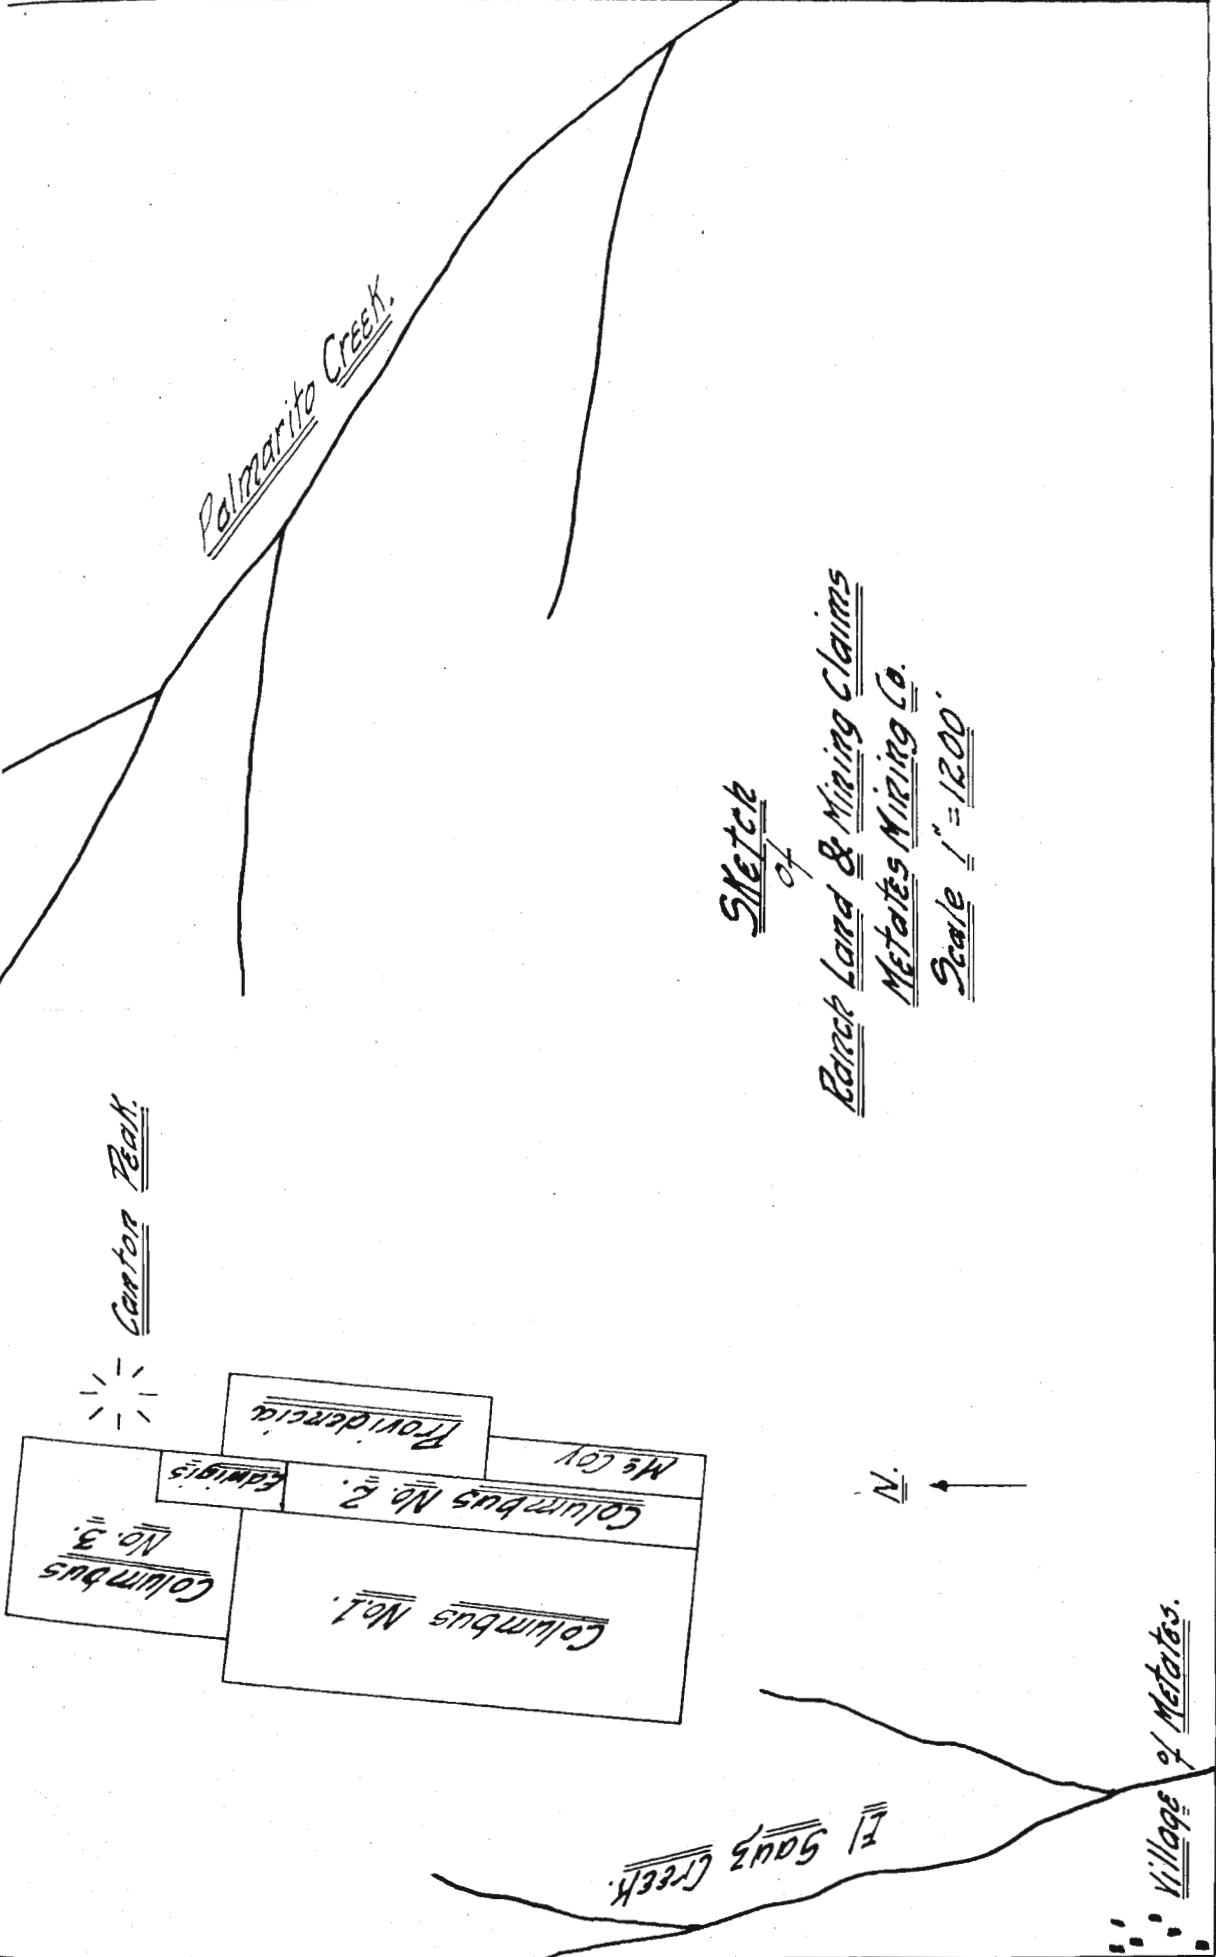 Palmarito Creek.
Canton Peak.
Providencia
Mc Coy
Edwigis
Columbus No. 2.
Columbus
No. 3.
Columbus No.1.
El Sauz Creek.
Village of Metates.
N.
Sketch
of
Ranch Land & Mining Claims
Metates Mining Co.
Scale 1" = 1200'